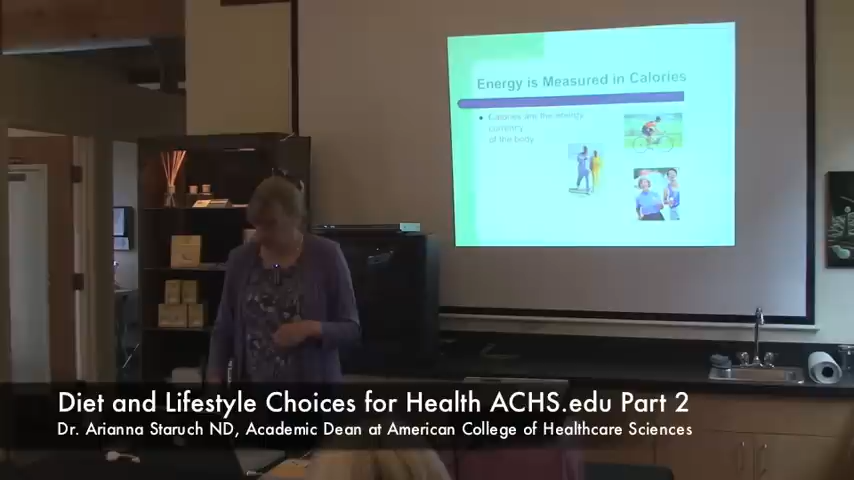 Energy is Measured in Calories
Calories are the energy
currency
of the body
Diet and Lifestyle Choices for Health ACHS.edu Part 2
Dr. Arianna Staruch ND, Academic Dean at American College of Healthcare Sciences